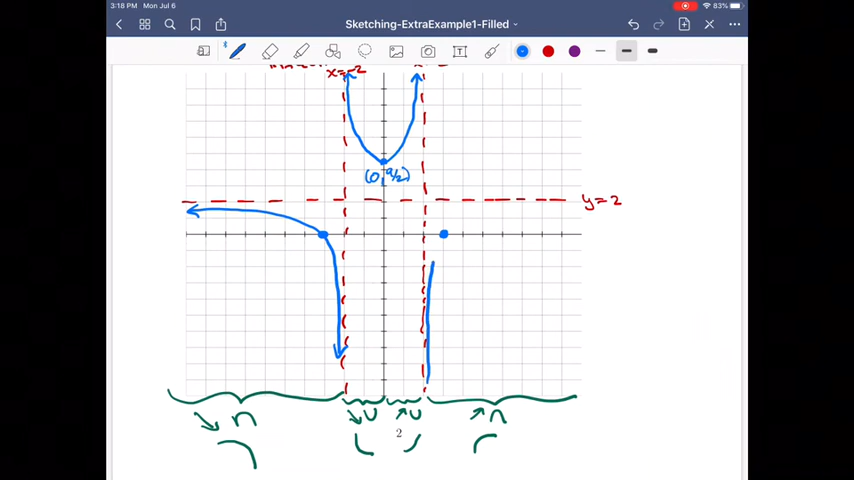 3:18 PM Mon Jul 6
83%
Sketching-ExtraExample1-Filled
x=-2
(0, 9/2)
y=2
2